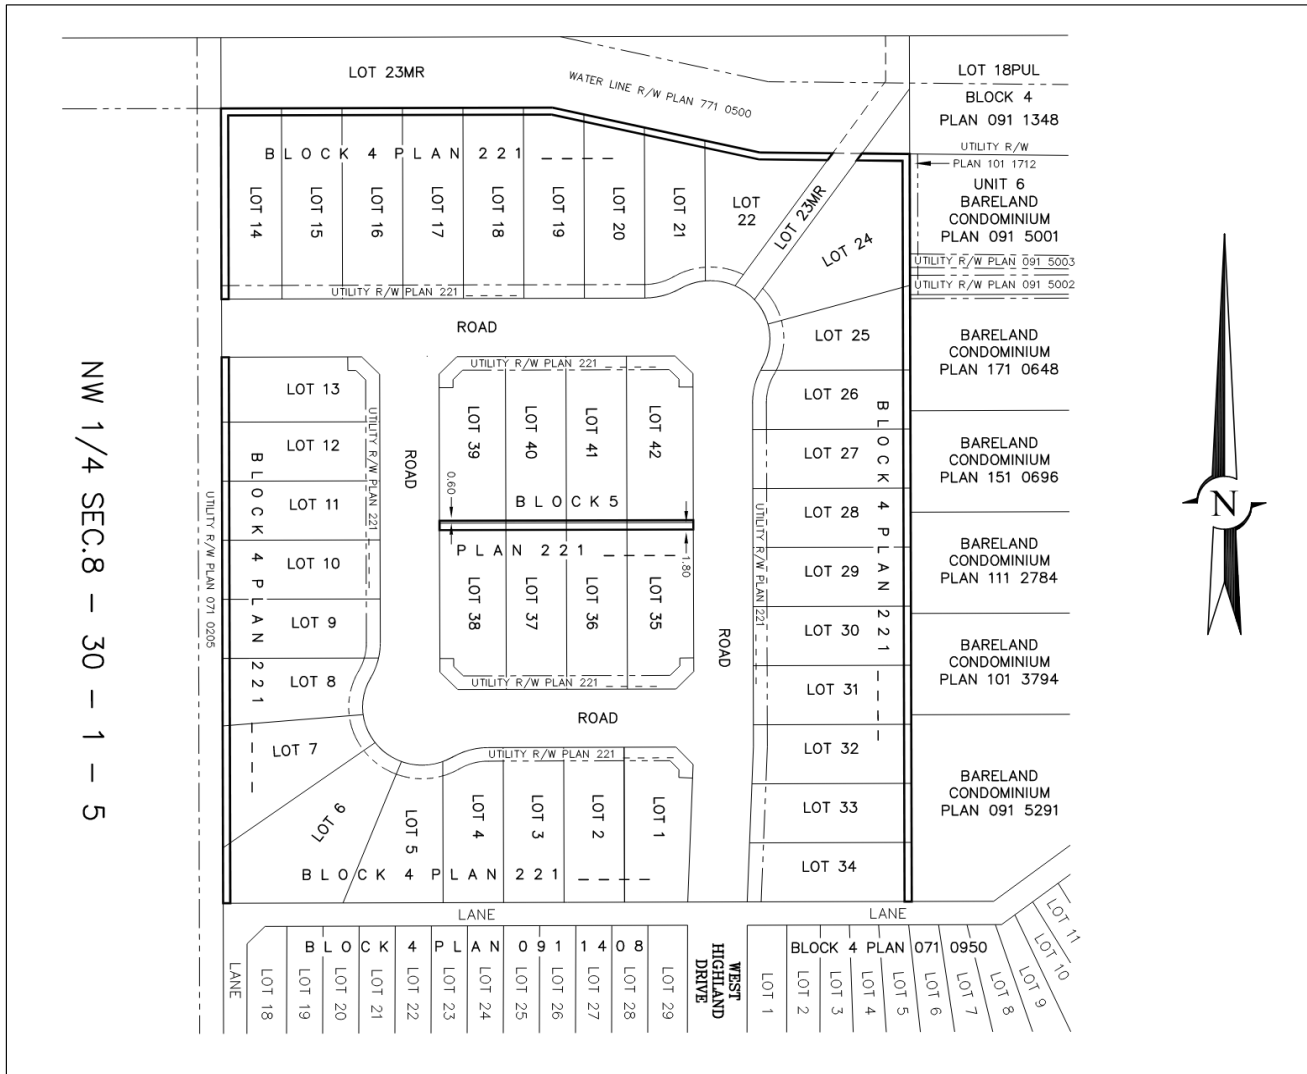 LOT 23MR
WATER LINE R/W PLAN 771 0500
LOT 18PUL
BLOCK 4
PLAN 091 1348
UTILITY R/W
PLAN 101 1712
UNIT 6
BARELAND
CONDOMINIUM
PLAN 091 5001
UTILITY R/W PLAN 091 5003
UTILITY R/W PLAN 091 5002
BLOCK 4 PLAN 221 _ _ _ _
LOT 14
LOT 15
LOT 16
LOT 17
LOT 18
LOT 19
LOT 20
LOT 21
LOT
22
LOT 23MR
LOT 24
UTILITY R/W PLAN 221 _ _ _ _
ROAD
LOT 25
BARELAND
CONDOMINIUM
PLAN 171 0648
UTILITY R/W PLAN 221 _ _ _ _
LOT 13
LOT 12
LOT 11
LOT 10
LOT 9
LOT 8
LOT 7
LOT 6
BLOCK 4 PLAN 221 _ _ _ _
UTILITY R/W PLAN 221 _ _ _ _
ROAD
LOT 39
LOT 40
LOT 41
LOT 42
0.60
BLOCK 5
PLAN 221 _ _ _ _
1.80
LOT 38
LOT 37
LOT 36
LOT 35
UTILITY R/W PLAN 221 _ _ _ _
ROAD
ROAD
LOT 26
LOT 27
LOT 28
LOT 29
LOT 30
LOT 31
LOT 32
LOT 33
LOT 34
BLOCK 4 PLAN 221 _ _ _ _
UTILITY R/W PLAN 221 _ _ _ _
BARELAND
CONDOMINIUM
PLAN 151 0696
BARELAND
CONDOMINIUM
PLAN 111 2784
BARELAND
CONDOMINIUM
PLAN 101 3794
BARELAND
CONDOMINIUM
PLAN 091 5291
N
NW 1/4 SEC.8 - 30 - 1 - 5
UTILITY R/W PLAN 071 0205
UTILITY R/W PLAN 221 _ _ _ _
LOT 5
LOT 4
LOT 3
LOT 2
LOT 1
BLOCK 4 PLAN 221 _ _ _ _
LANE
LANE
LANE
BLOCK 4 PLAN 091 1408
LOT 18
LOT 19
LOT 20
LOT 21
LOT 22
LOT 23
LOT 24
LOT 25
LOT 26
LOT 27
LOT 28
LOT 29
WEST
HIGHLAND
DRIVE
BLOCK 4 PLAN 071 0950
LOT 1
LOT 2
LOT 3
LOT 4
LOT 5
LOT 6
LOT 7
LOT 8
LOT 9
LOT 10
LOT 11